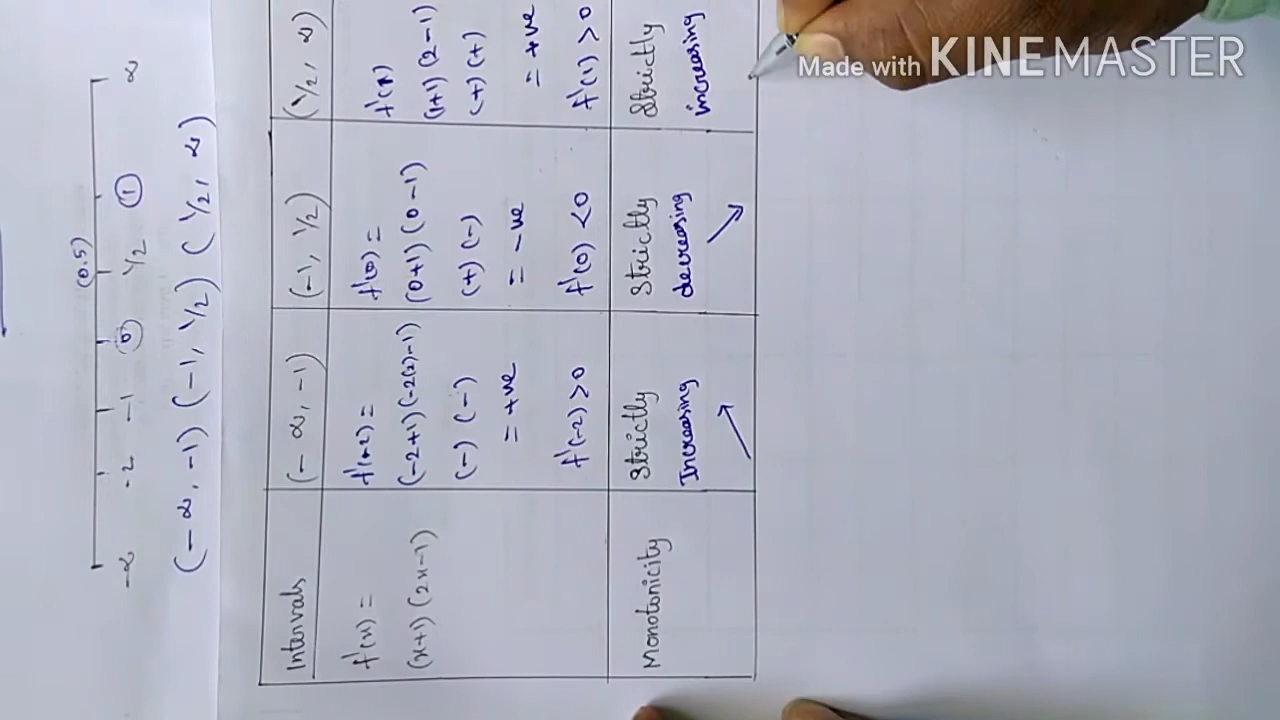 (0.5)
-∞ -2 -1 (0) 1/2 (1) ∞
(-∞, -1) (-1, 1/2) (1/2, ∞)
Intervals (-∞, -1) (-1, 1/2) (1/2, ∞)
f'(x) =
(x+1) (2x-1)
f'(-2) =
(-2+1) (-2(2)-1)
(-) (-)
= +ve
f'(-2) > 0
f'(0) =
(0+1) (0-1)
(+) (-)
= -ve
f'(0) < 0
f'(x)
(1+1) (2-1)
(+) (+)
= +ve
f'(1) > 0
Monotonicity
Strictly
Increasing
Strictly
decreasing
Strictly
increasing
Made with KINEMASTER